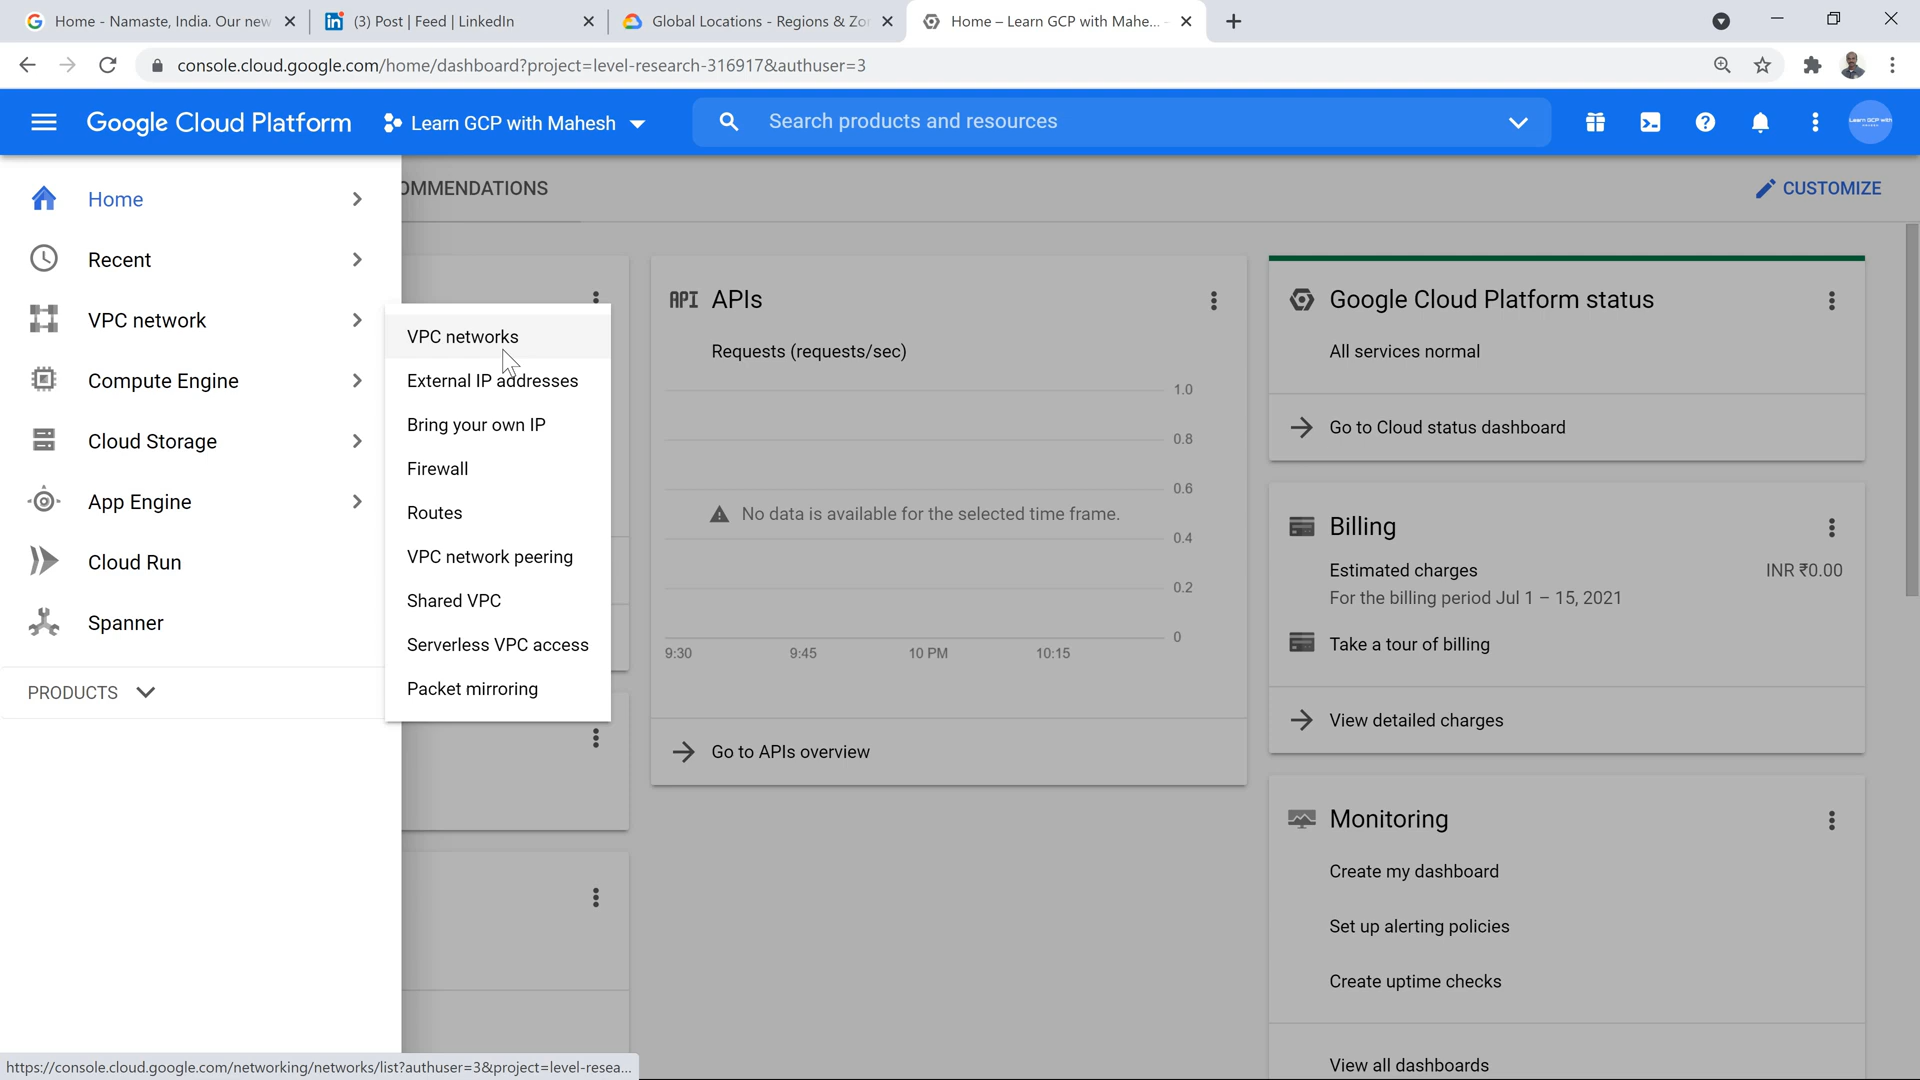 Home - Namaste, India. Our new
(3) Post | Feed | LinkedIn
Global Locations - Regions & Zo
Home – Learn GCP with Mahe... -
console.cloud.google.com/home/dashboard?project=level-research-316917&authuser=3
Google Cloud Platform
Learn GCP with Mahesh
Search products and resources
Learn GCP with
Home
OMMENDATIONS
CUSTOMIZE
Recent
VPC network
Compute Engine
Cloud Storage
App Engine
Cloud Run
Spanner
PRODUCTS
VPC networks
External IP addresses
Bring your own IP
Firewall
Routes
VPC network peering
Shared VPC
Serverless VPC access
Packet mirroring
API APIs
Requests (requests/sec)
1.0
0.8
0.6
No data is available for the selected time frame.
0.4
0.2
0
9:30 9:45 10 PM 10:15
Go to APIs overview
Google Cloud Platform status
All services normal
Go to Cloud status dashboard
Billing
Estimated charges INR ₹0.00
For the billing period Jul 1 – 15, 2021
Take a tour of billing
View detailed charges
Monitoring
Create my dashboard
Set up alerting policies
Create uptime checks
View all dashboards
https://console.cloud.google.com/networking/networks/list?authuser=3&project=level-resea...